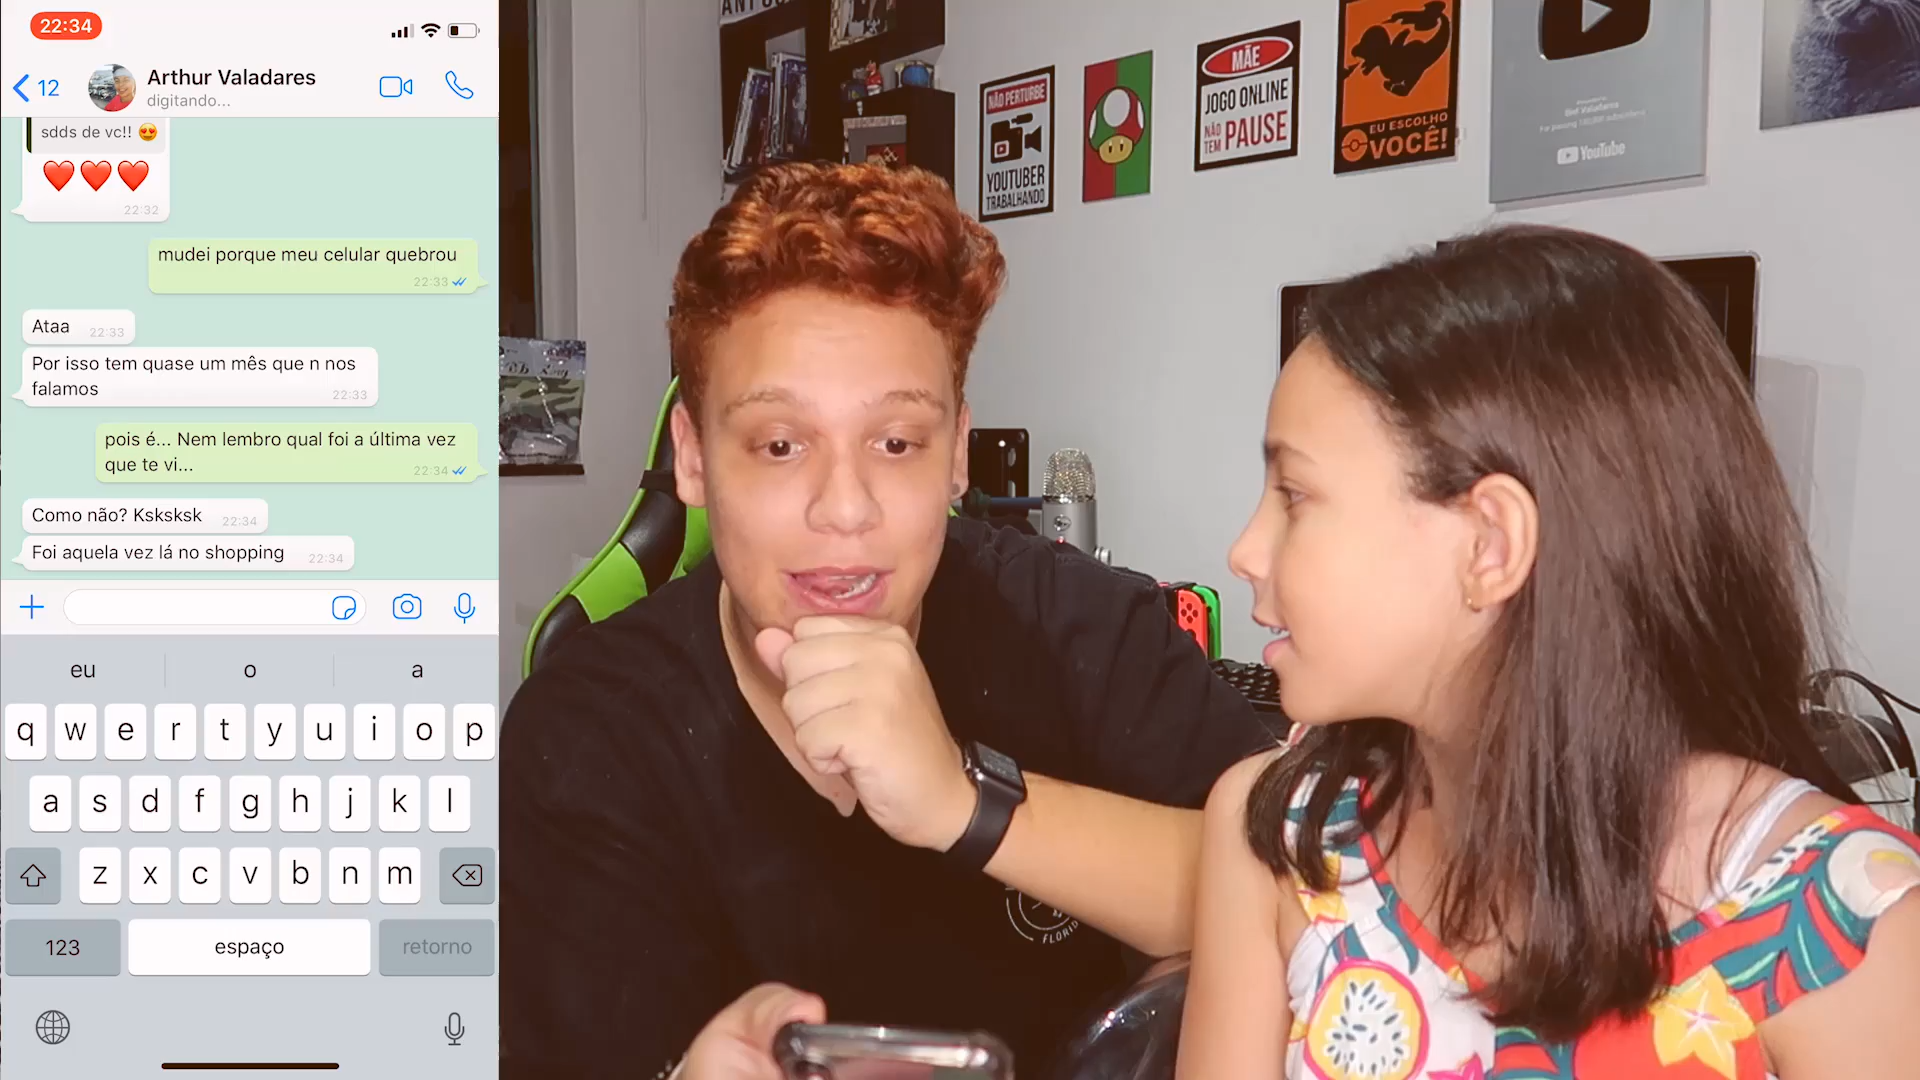 22:34
12
Arthur Valadares
digitando...
sdds de vc!! 😍
❤️❤️❤️
22:32
mudei porque meu celular quebrou
22:33
Ataa 22:33
Por isso tem quase um mês que n nos
falamos
22:33
pois é... Nem lembro qual foi a última vez
que te vi...
22:34
Como não? Ksksksk 22:34
Foi aquela vez lá no shopping 22:34
eu o a
q w e r t y u i o p
a s d f g h j k l
z x c v b n m
123 espaço retorno
NÃO PERTURBE
YOUTUBER
TRABALHANDO
MÃE
JOGO ONLINE
NÃO TEM PAUSE
EU ESCOLHO
VOCÊ!
YouTube